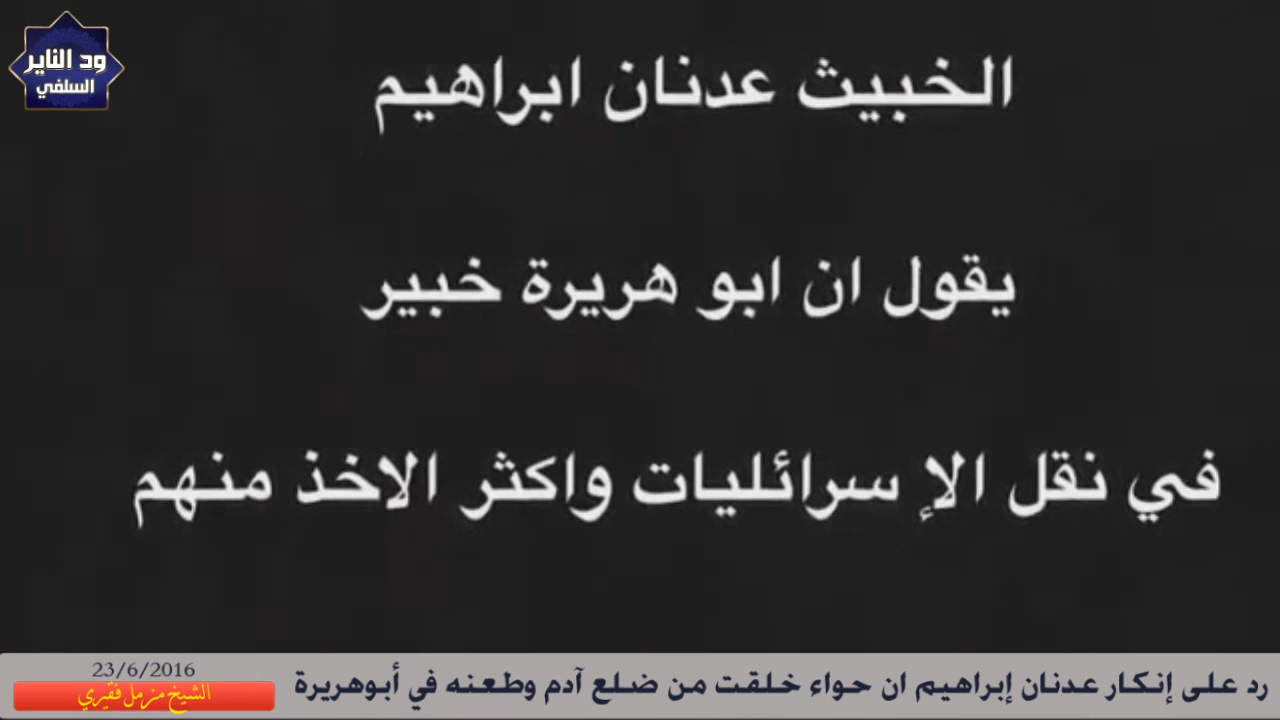 ود الناير
السلفي
الخبيث عدنان ابراهيم
يقول ان ابو هريرة خبير
في نقل الإ سرائليات واكثر الاخذ منهم
23/6/2016
الشيخ مزمل فقيري
رد على إنكار عدنان إبراهيم ان حواء خلقت من ضلع آدم وطعنه في أبوهريرة